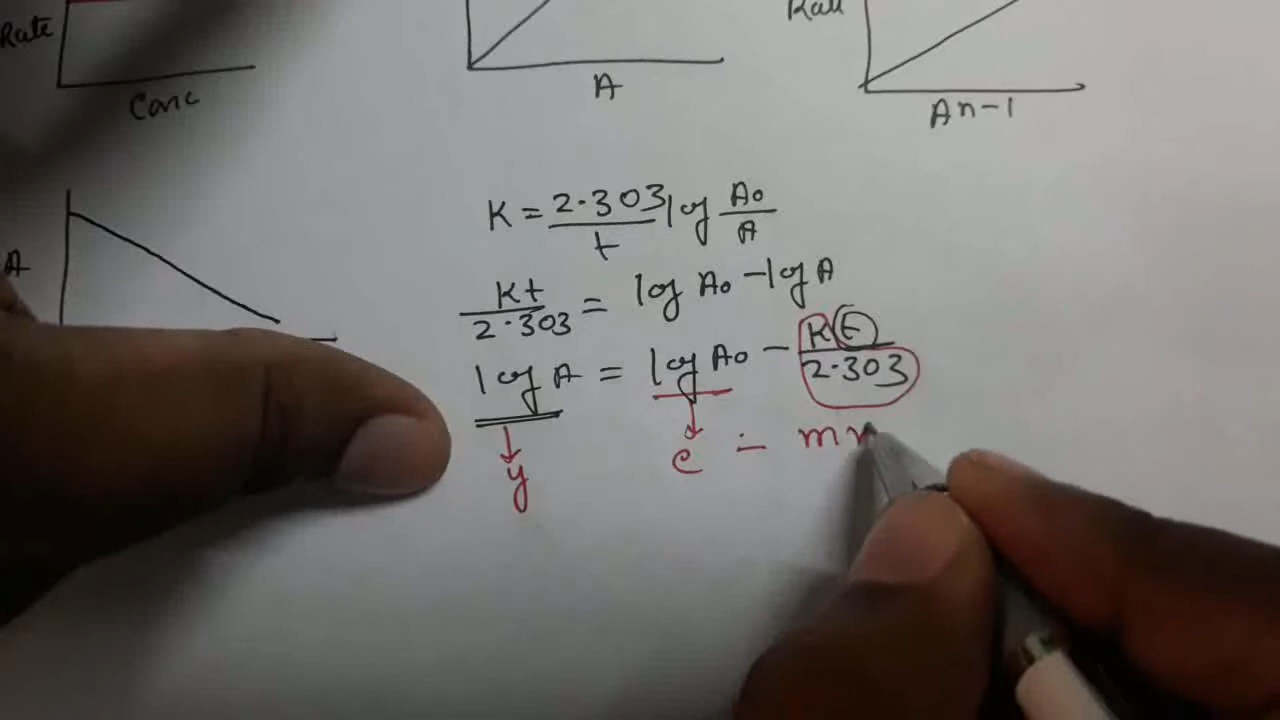 Rate
Conc
A
Rate
An-1
A
K = 2.303/t log A₀/A
Kt/2.303 = log A₀ - log A
log A = log A₀ - Kt/2.303
y c - m